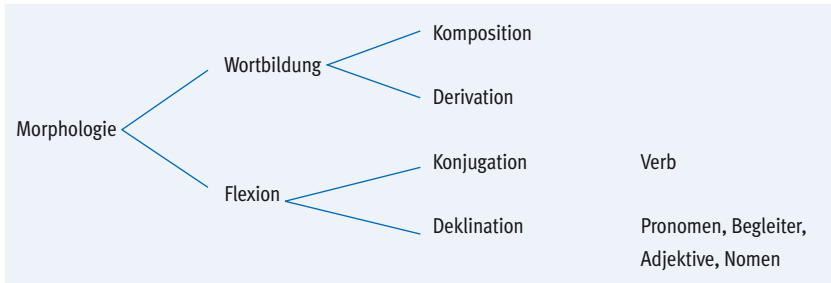 Komposition
Wortbildung
Derivation
Morphologie
Konjugation Verb
Flexion
Deklination Pronomen, Begleiter,
Adjektive, Nomen